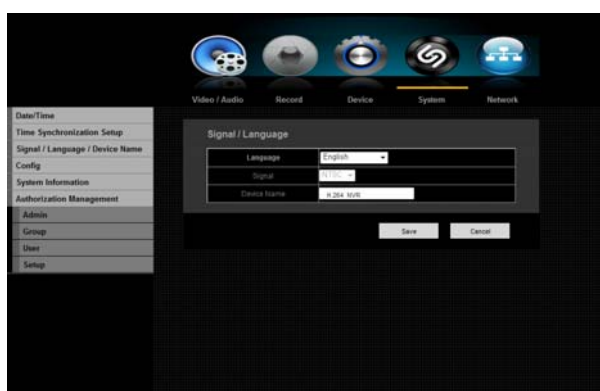 Video / Audio
Record
Device
System
Network
Date/Time
Time Synchronization Setup
Signal / Language / Device Name
Config
System Information
Authorization Management
Admin
Group
User
Setup
Signal / Language
Language English
Signal NTSC
Device Name H.264 NVR
Save Cancel